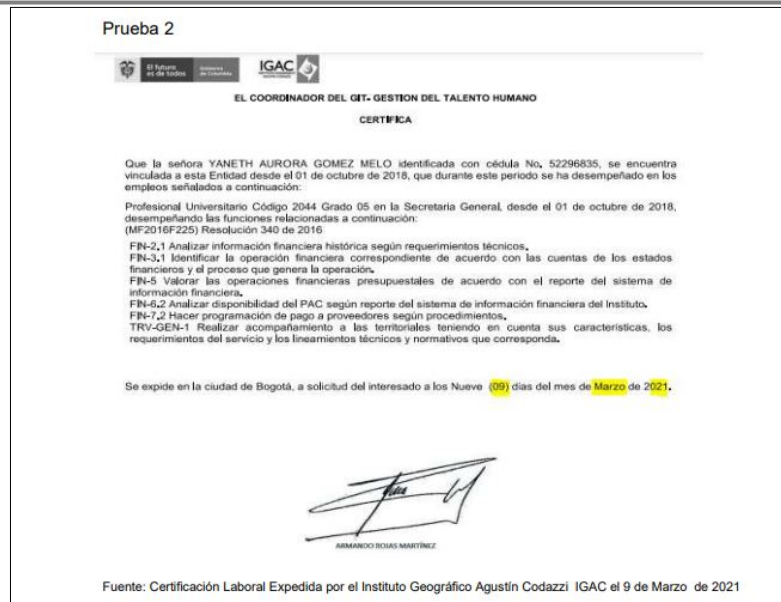 Prueba 2
El futuro es de todos
Gobierno de Colombia
IGAC
EL COORDINADOR DEL GIT- GESTION DEL TALENTO HUMANO
CERTIFICA
Que la señora YANETH AURORA GOMEZ MELO identificada con cédula No. 52296835, se encuentra
vinculada a esta Entidad desde el 01 de octubre de 2018, que durante este periodo se ha desempeñado en los
empleos señalados a continuación:
Profesional Universitario Código 2044 Grado 05 en la Secretaria General, desde el 01 de octubre de 2018,
desempeñando las funciones relacionadas a continuación:
(MF2016F225) Resolución 340 de 2016
FIN-2.1 Analizar información financiera histórica según requerimientos técnicos.
FIN-3.1 Identificar la operación financiera correspondiente de acuerdo con las cuentas de los estados
financieros y el proceso que genera la operación.
FIN-5 Valorar las operaciones financieras presupuestales de acuerdo con el reporte del sistema de
información financiera.
FIN-6.2 Analizar disponibilidad del PAC según reporte del sistema de información financiera del Instituto.
FIN-7.2 Hacer programación de pago a proveedores según procedimientos.
TRV-GEN-1 Realizar acompañamiento a las territoriales teniendo en cuenta sus características, los
requerimientos del servicio y los lineamientos técnicos y normativos que corresponda.
Se expide en la ciudad de Bogotá, a solicitud del interesado a los Nueve (09) días del mes de Marzo de 2021.
ARMANDO ROJAS MARTÍNEZ
Fuente: Certificación Laboral Expedida por el Instituto Geográfico Agustín Codazzi IGAC el 9 de Marzo de 2021